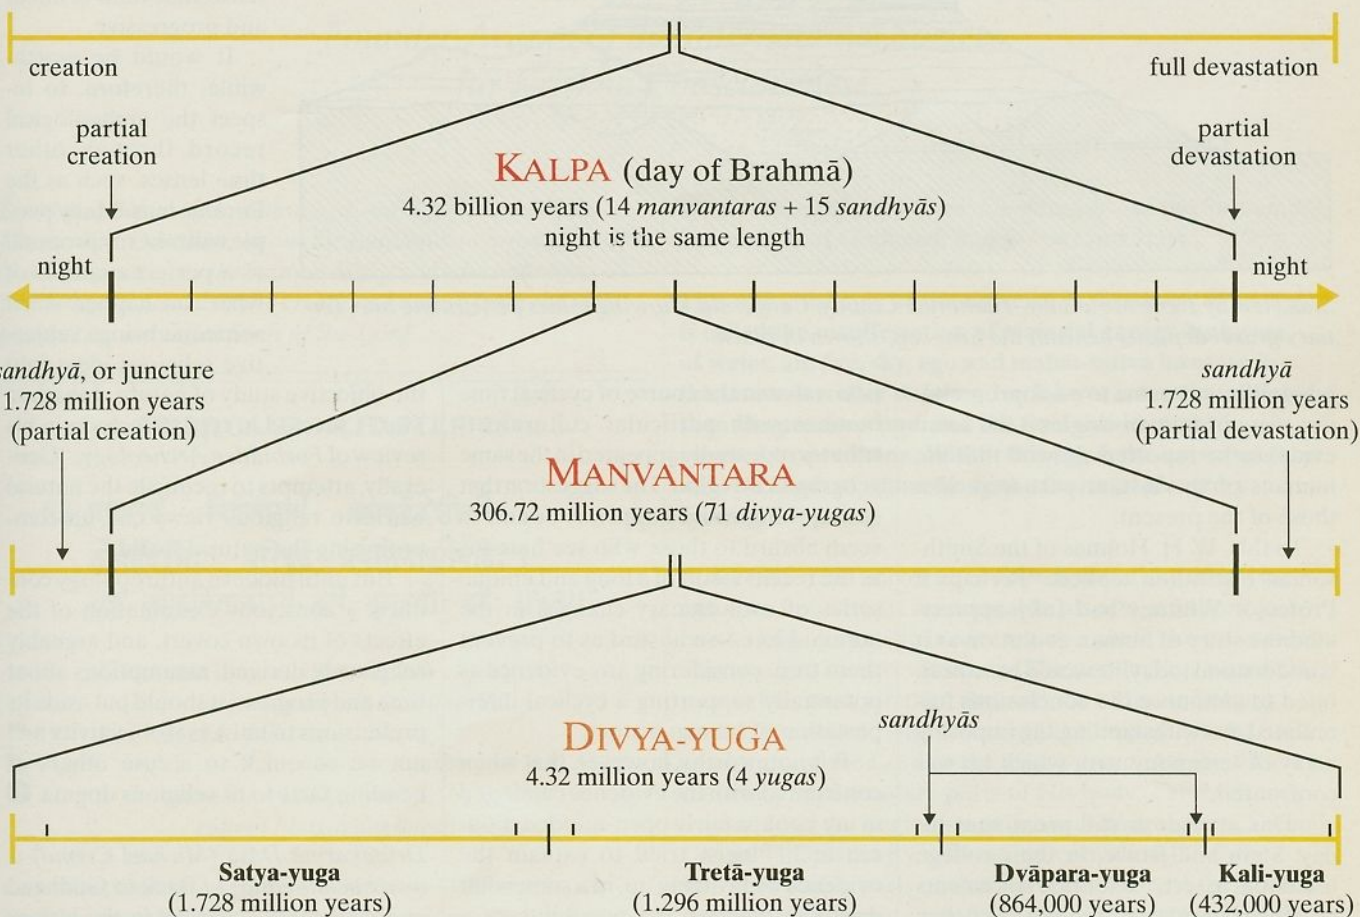 creation
full devastation
partial
creation
partial
devastation
KALPA (day of Brahmā)
4.32 billion years (14 manvantaras + 15 sandhyās)
night is the same length
night
night
sandhyā, or juncture
1.728 million years
(partial creation)
sandhyā
1.728 million years
(partial devastation)
MANVANTARA
306.72 million years (71 divya-yugas)
sandhyās
DIVYA-YUGA
4.32 million years (4 yugas)
Satya-yuga
(1.728 million years)
Tretā-yuga
(1.296 million years)
Dvāpara-yuga
(864,000 years)
Kali-yuga
(432,000 years)